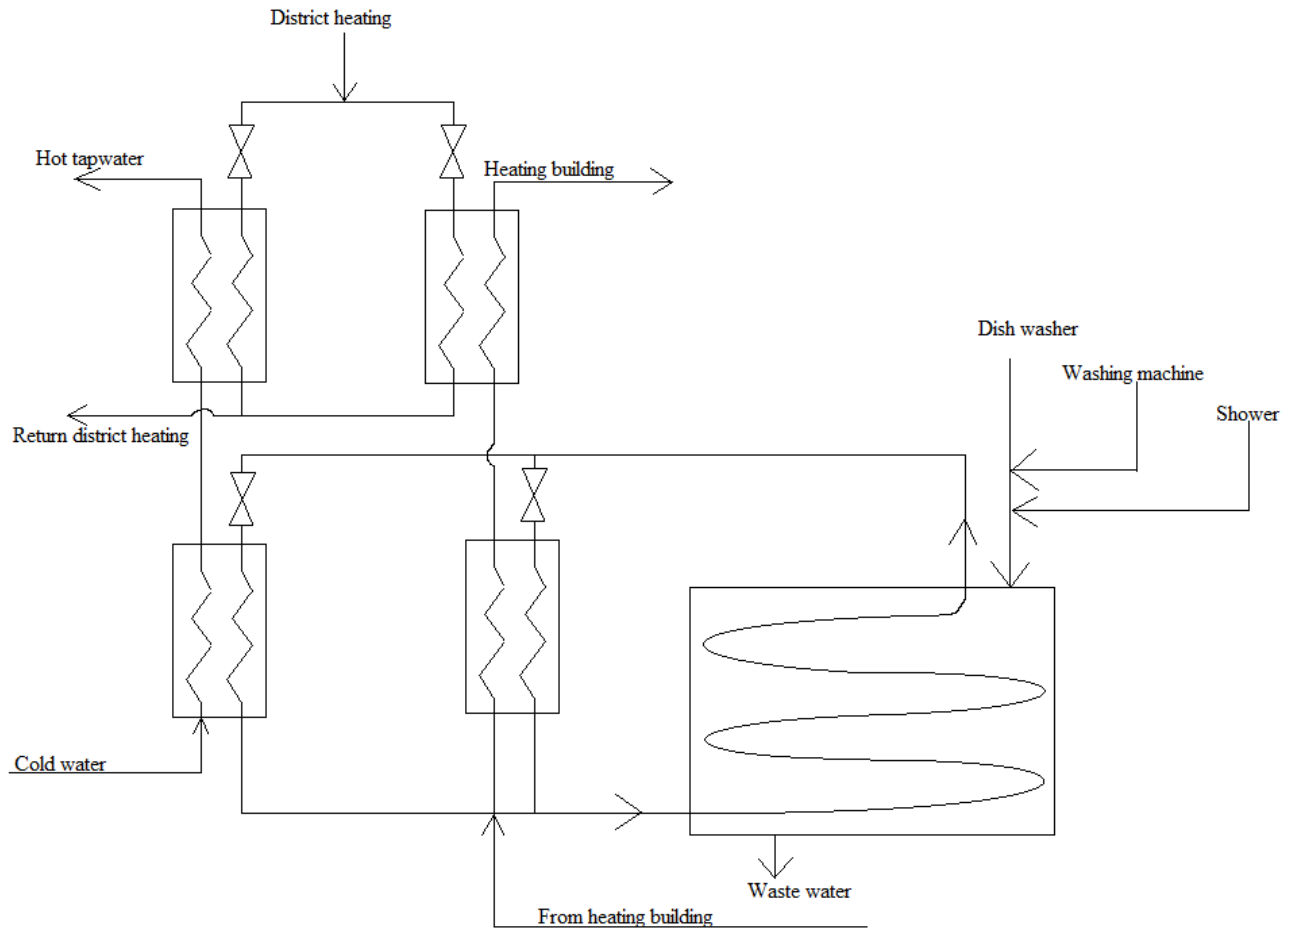 District heating
Hot tapwater
Heating building
Dish washer
Washing machine
Shower
Return district heating
Cold water
Waste water
From heating building